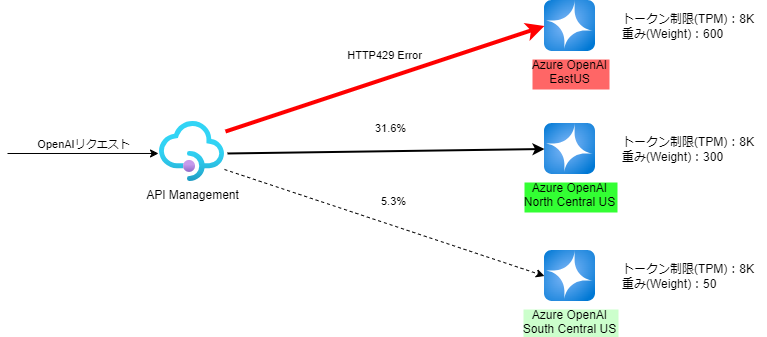 トークン制限(TPM)：8K
重み(Weight)：600
HTTP429 Error
Azure OpenAI
EastUS
31.6%
トークン制限(TPM)：8K
重み(Weight)：300
OpenAIリクエスト
API Management
Azure OpenAI
North Central US
5.3%
トークン制限(TPM)：8K
重み(Weight)：50
Azure OpenAI
South Central US